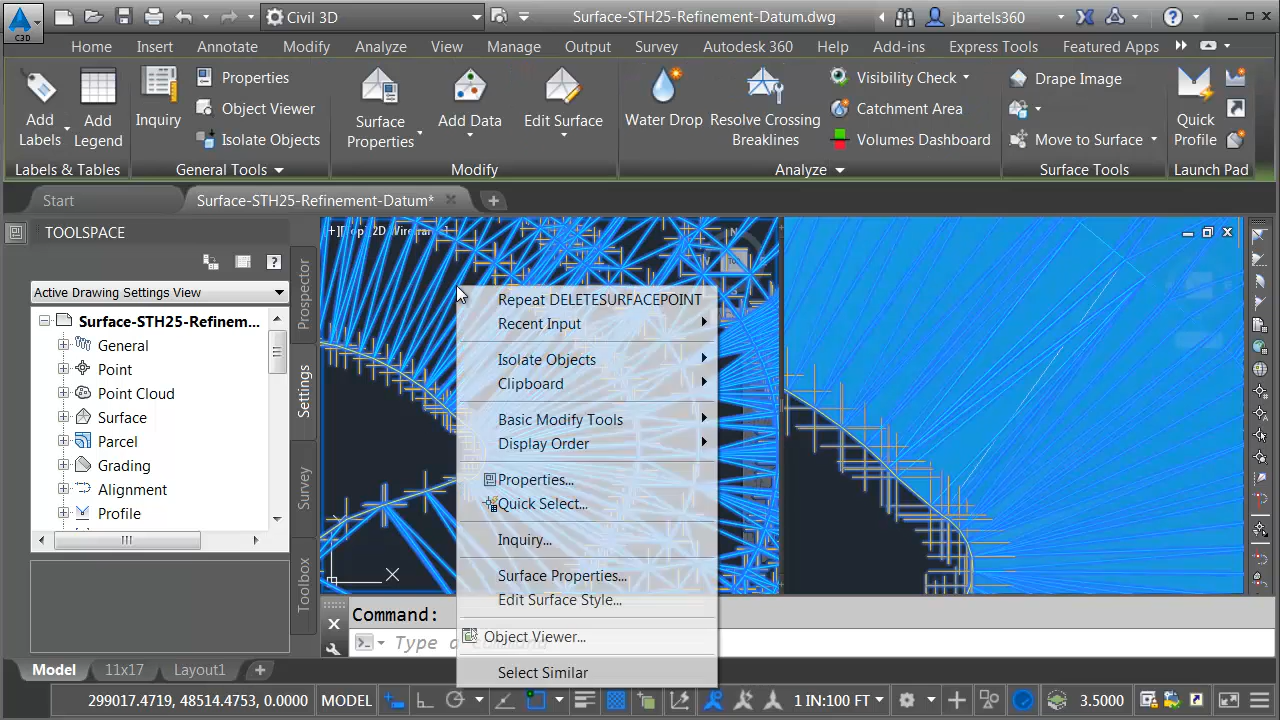 C3D
Civil 3D
Surface-STH25-Refinement-Datum.dwg
jbartels360
Home
Insert
Annotate
Modify
Analyze
View
Manage
Output
Survey
Autodesk 360
Help
Add-ins
Express Tools
Featured Apps
Add
Labels
Add
Legend
Inquiry
Properties
Object Viewer
Isolate Objects
Surface
Properties
Add Data
Edit Surface
Water Drop
Resolve Crossing
Breaklines
Visibility Check
Catchment Area
Volumes Dashboard
Drape Image
Move to Surface
Quick
Profile
Labels & Tables
General Tools
Modify
Analyze
Surface Tools
Launch Pad
Start
Surface-STH25-Refinement-Datum*
TOOLSPACE
Active Drawing Settings View
Surface-STH25-Refinem...
General
Point
Point Cloud
Surface
Parcel
Grading
Alignment
Profile
Prospector
Settings
Survey
Toolbox
N
Repeat DELETESURFACEPOINT
Recent Input
Isolate Objects
Clipboard
Basic Modify Tools
Display Order
Properties...
Quick Select...
Inquiry...
Surface Properties...
Edit Surface Style...
Object Viewer...
Select Similar
Command:
Model
11x17
Layout1
299017.4719, 48514.4753, 0.0000
MODEL
1 IN:100 FT
3.5000